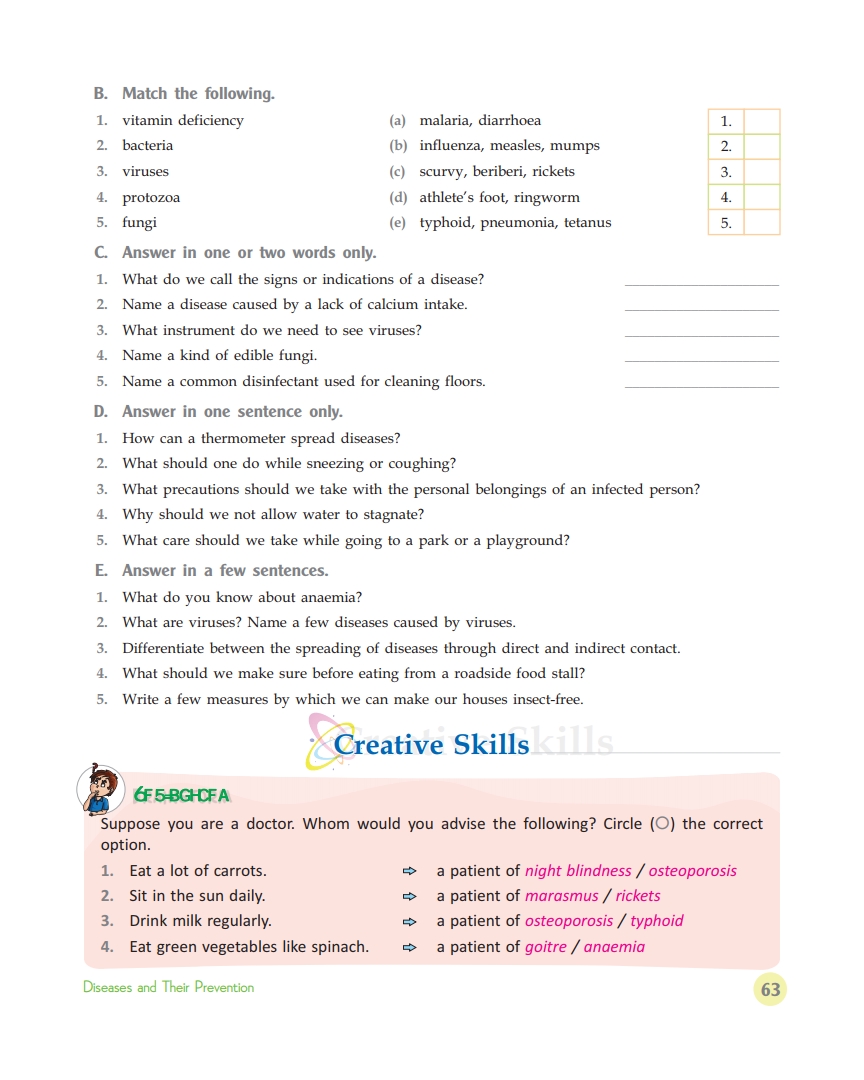 B. Match the following.
1. vitamin deficiency (a) malaria, diarrhoea 1.
2. bacteria (b) influenza, measles, mumps 2.
3. viruses (c) scurvy, beriberi, rickets 3.
4. protozoa (d) athlete's foot, ringworm 4.
5. fungi (e) typhoid, pneumonia, tetanus 5.
C. Answer in one or two words only.
1. What do we call the signs or indications of a disease?
2. Name a disease caused by a lack of calcium intake.
3. What instrument do we need to see viruses?
4. Name a kind of edible fungi.
5. Name a common disinfectant used for cleaning floors.
D. Answer in one sentence only.
1. How can a thermometer spread diseases?
2. What should one do while sneezing or coughing?
3. What precautions should we take with the personal belongings of an infected person?
4. Why should we not allow water to stagnate?
5. What care should we take while going to a park or a playground?
E. Answer in a few sentences.
1. What do you know about anaemia?
2. What are viruses? Name a few diseases caused by viruses.
3. Differentiate between the spreading of diseases through direct and indirect contact.
4. What should we make sure before eating from a roadside food stall?
5. Write a few measures by which we can make our houses insect-free.
Creative Skills
Suppose you are a doctor. Whom would you advise the following? Circle (○) the correct
option.
1. Eat a lot of carrots. ⇨ a patient of night blindness / osteoporosis
2. Sit in the sun daily. ⇨ a patient of marasmus / rickets
3. Drink milk regularly. ⇨ a patient of osteoporosis / typhoid
4. Eat green vegetables like spinach. ⇨ a patient of goitre / anaemia
Diseases and Their Prevention 63